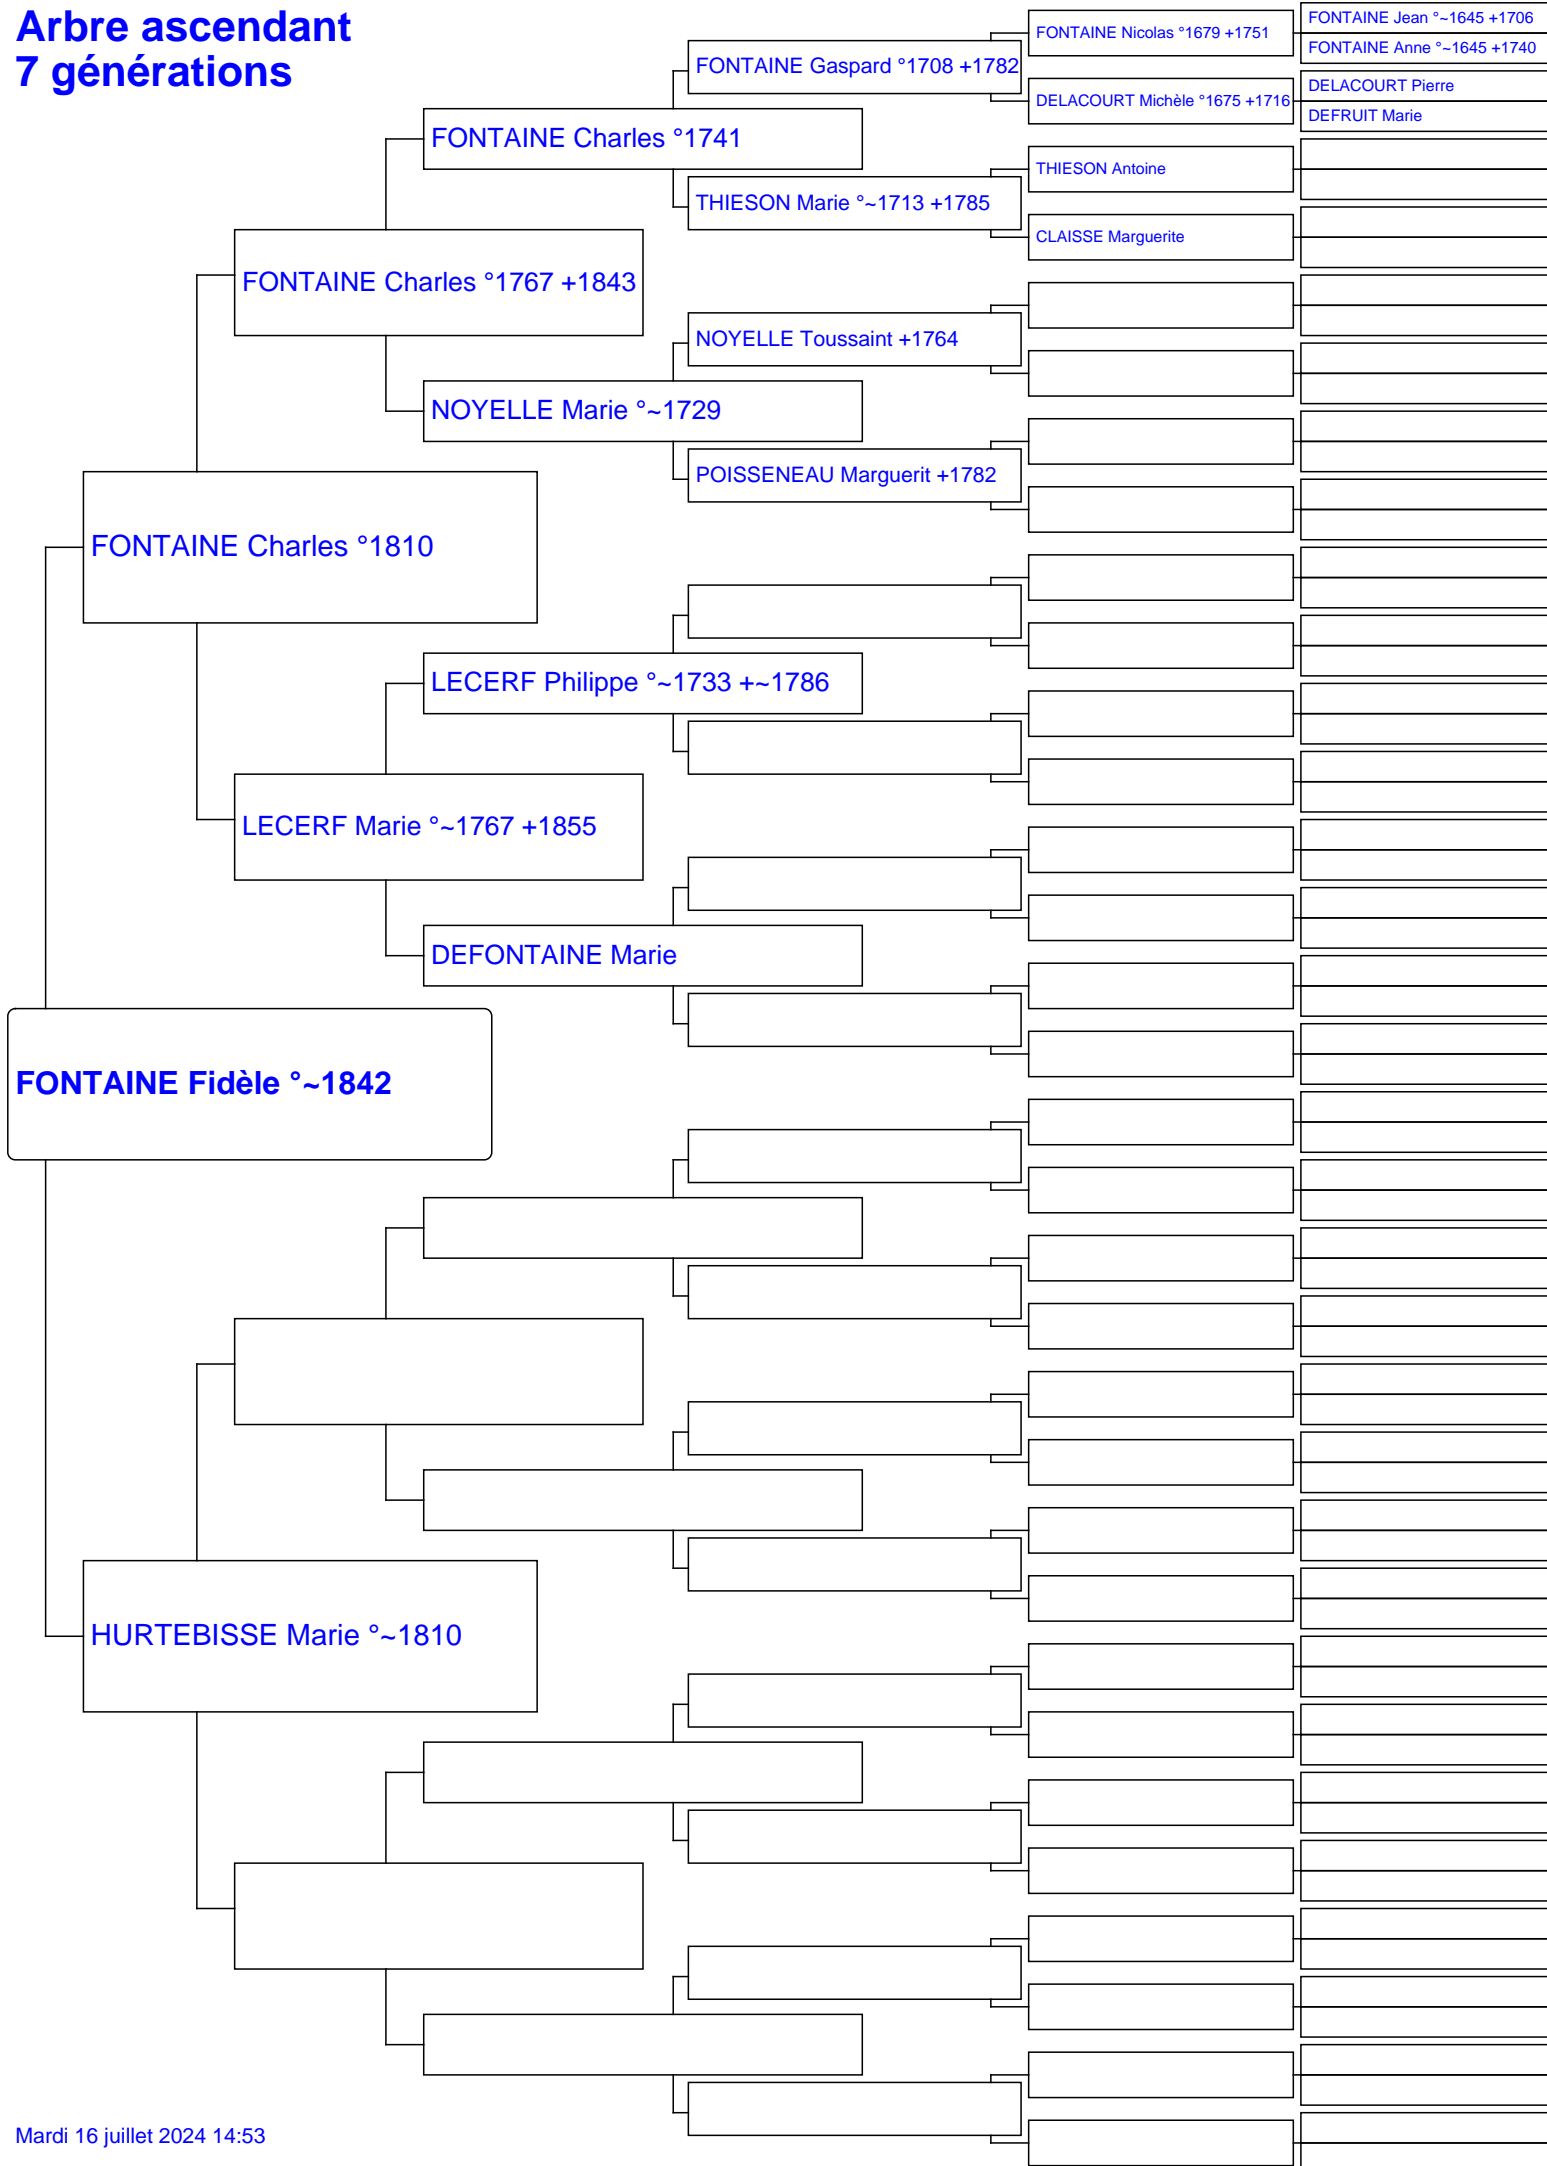 Arbre ascendant
7 générations
FONTAINE Jean °~1645 +1706
FONTAINE Nicolas °1679 +1751
FONTAINE Anne °~1645 +1740
FONTAINE Gaspard °1708 +1782
DELACOURT Pierre
DELACOURT Michèle °1675 +1716
DEFRUIT Marie
FONTAINE Charles °1741
THIESON Antoine
THIESON Marie °~1713 +1785
CLAISSE Marguerite
FONTAINE Charles °1767 +1843
NOYELLE Toussaint +1764
NOYELLE Marie °~1729
POISSENEAU Marguerit +1782
FONTAINE Charles °1810
LECERF Philippe °~1733 +~1786
LECERF Marie °~1767 +1855
DEFONTAINE Marie
FONTAINE Fidèle °~1842
HURTEBISSE Marie °~1810
Mardi 16 juillet 2024 14:53